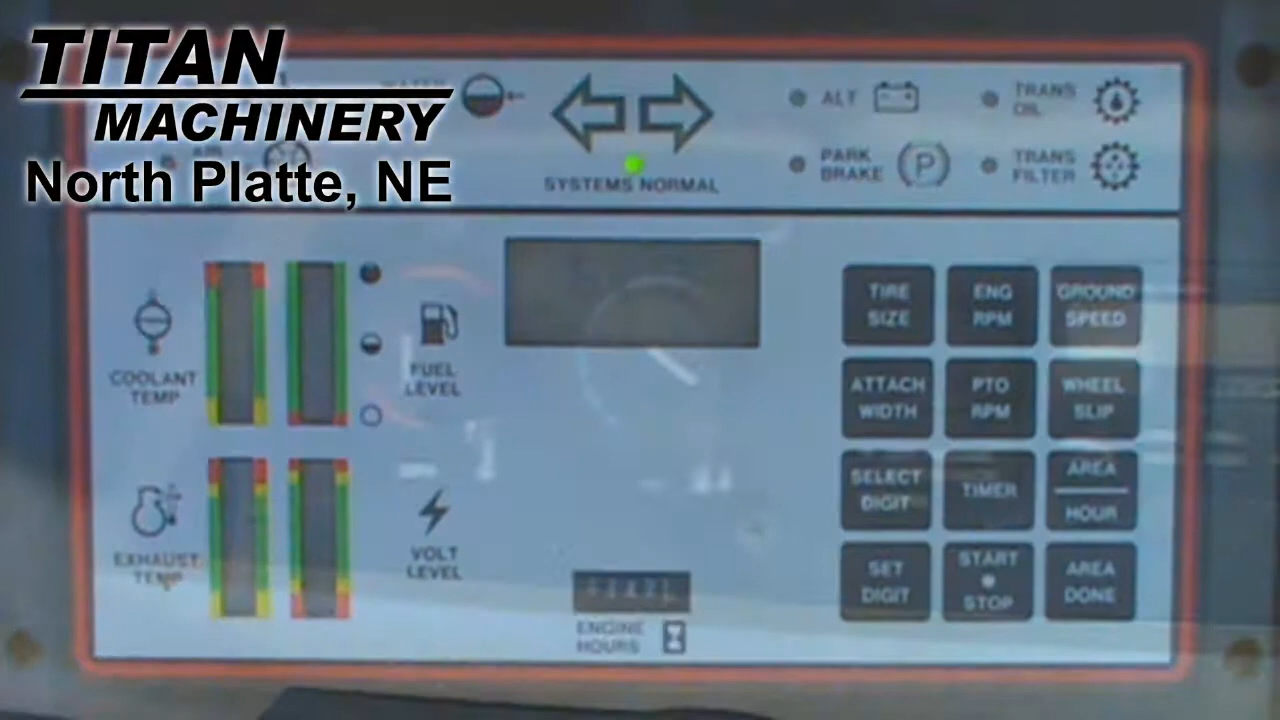 TITAN
MACHINERY
North Platte, NE
ALT
TRANS
OIL
PARK
BRAKE
P
TRANS
FILTER
SYSTEMS NORMAL
COOLANT
TEMP
FUEL
LEVEL
TIRE
SIZE
ENG
RPM
GROUND
SPEED
ATTACH
WIDTH
PTO
RPM
WHEEL
SLIP
SELECT
DIGIT
TIMER
AREA
HOUR
EXHAUST
TEMP
VOLT
LEVEL
SET
DIGIT
START
STOP
AREA
DONE
ENGINE
HOURS